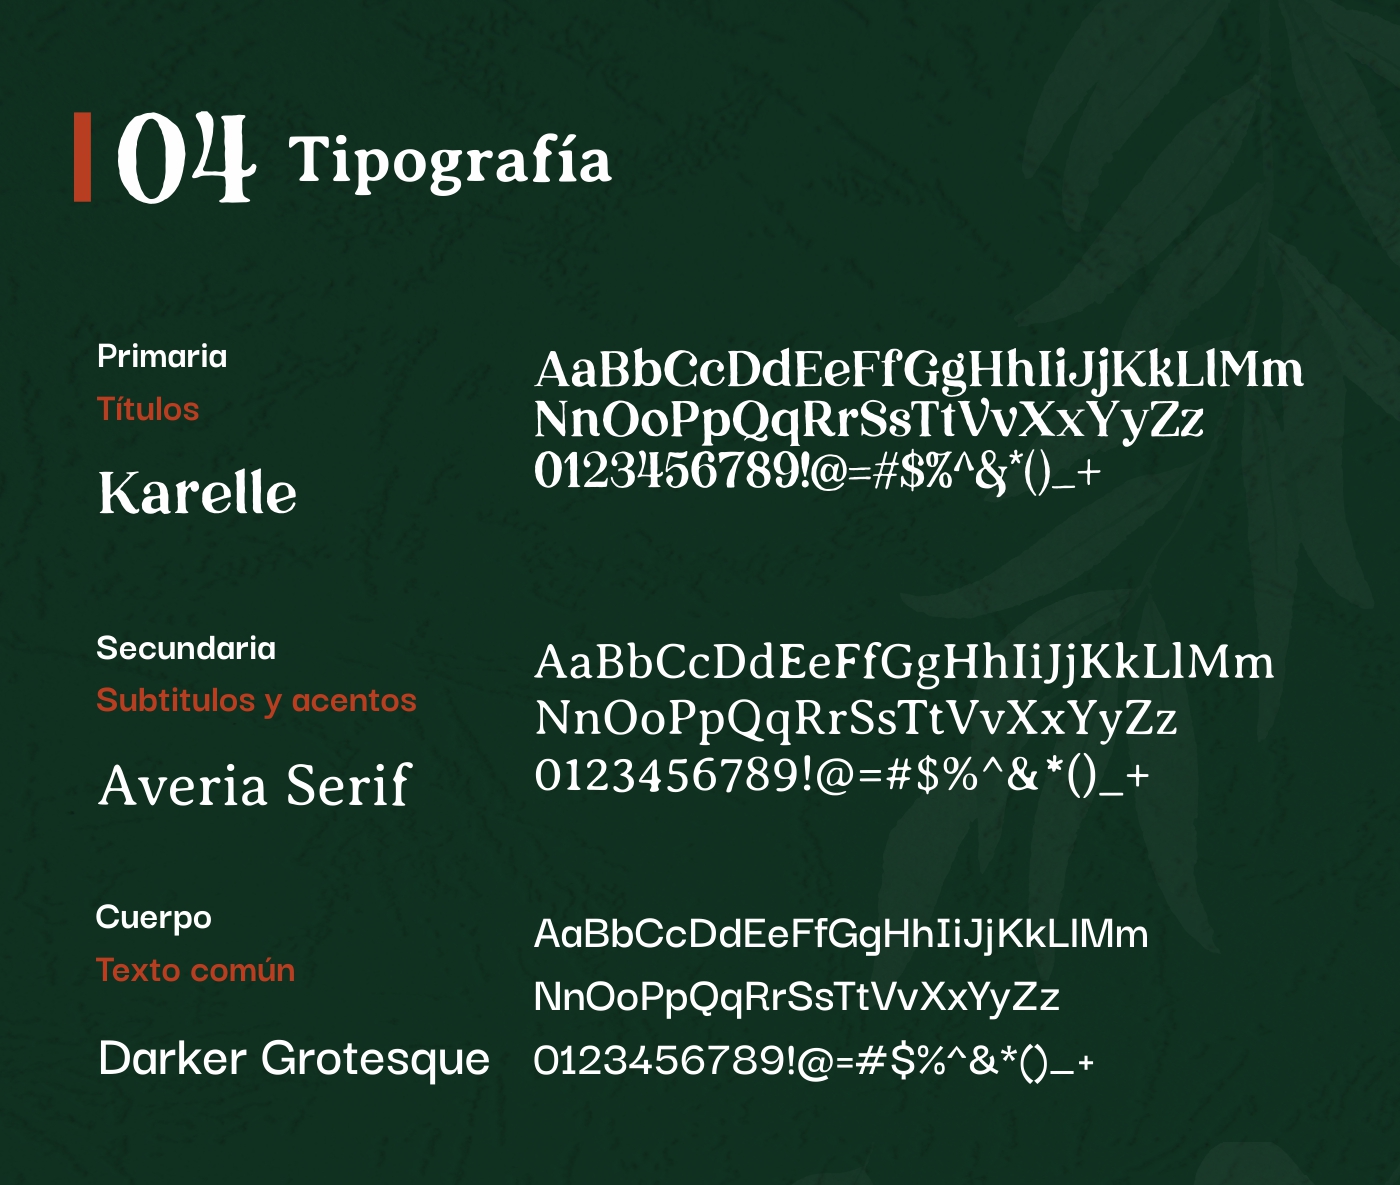 04 Tipografía
Primaria
Títulos
Karelle
AaBbCcDdEeFfGgHhIiJjKkLlMm
NnOoPpQqRrSsTtVvXxYyZz
0123456789!@=#$%^&*()_+
Secundaria
Subtitulos y acentos
Averia Serif
AaBbCcDdEeFfGgHhIiJjKkLlMm
NnOoPpQqRrSsTtVvXxYyZz
0123456789!@=#$%^&*()_+
Cuerpo
Texto común
Darker Grotesque
AaBbCcDdEeFfGgHhIiJjKkLlMm
NnOoPpQqRrSsTtVvXxYyZz
0123456789!@=#$%^&*()_+